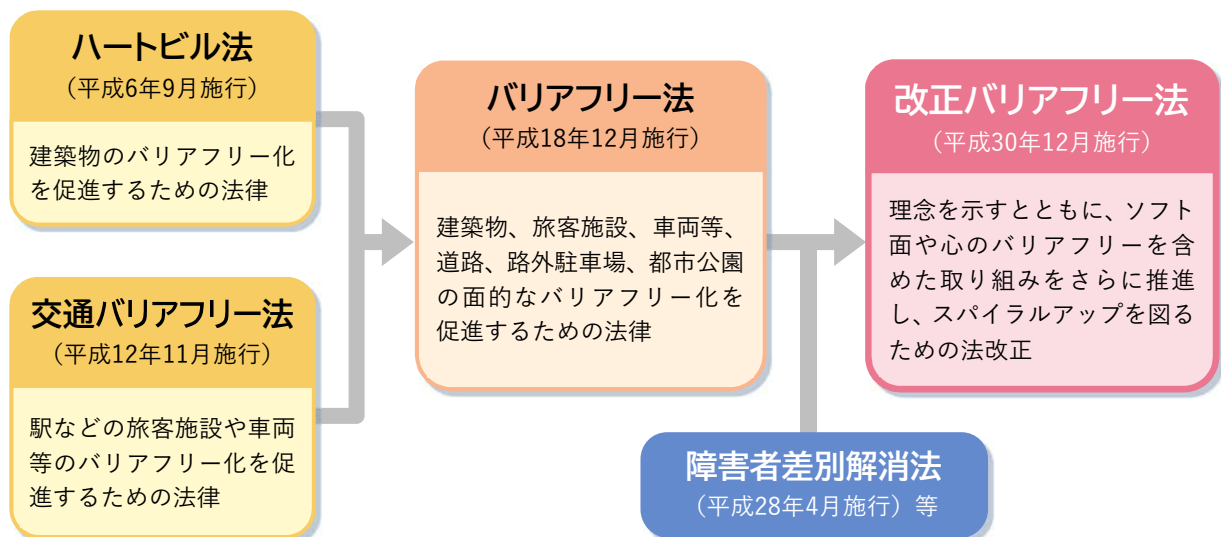 ハートビル法
（平成6年9月施行）
建築物のバリアフリー化
を促進するための法律
交通バリアフリー法
（平成12年11月施行）
駅などの旅客施設や車両
等のバリアフリー化を促
進するための法律
バリアフリー法
（平成18年12月施行）
建築物、旅客施設、車両等、
道路、路外駐車場、都市公園
の面的なバリアフリー化を
促進するための法律
障害者差別解消法
（平成28年4月施行）等
改正バリアフリー法
（平成30年12月施行）
理念を示すとともに、ソフト
面や心のバリアフリーを含
めた取り組みをさらに推進
し、スパイラルアップを図る
ための法改正